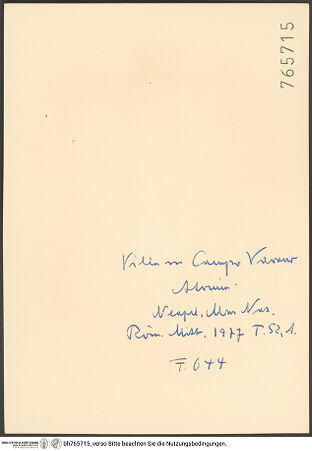 765715
Villa in Campo Varano
Neapel. Mus Naz.
Röm. Mitt. 1977 T. 52,1.
F. 644
bh765715_verso Bitte beachten Sie die Nutzungsbedingungen.